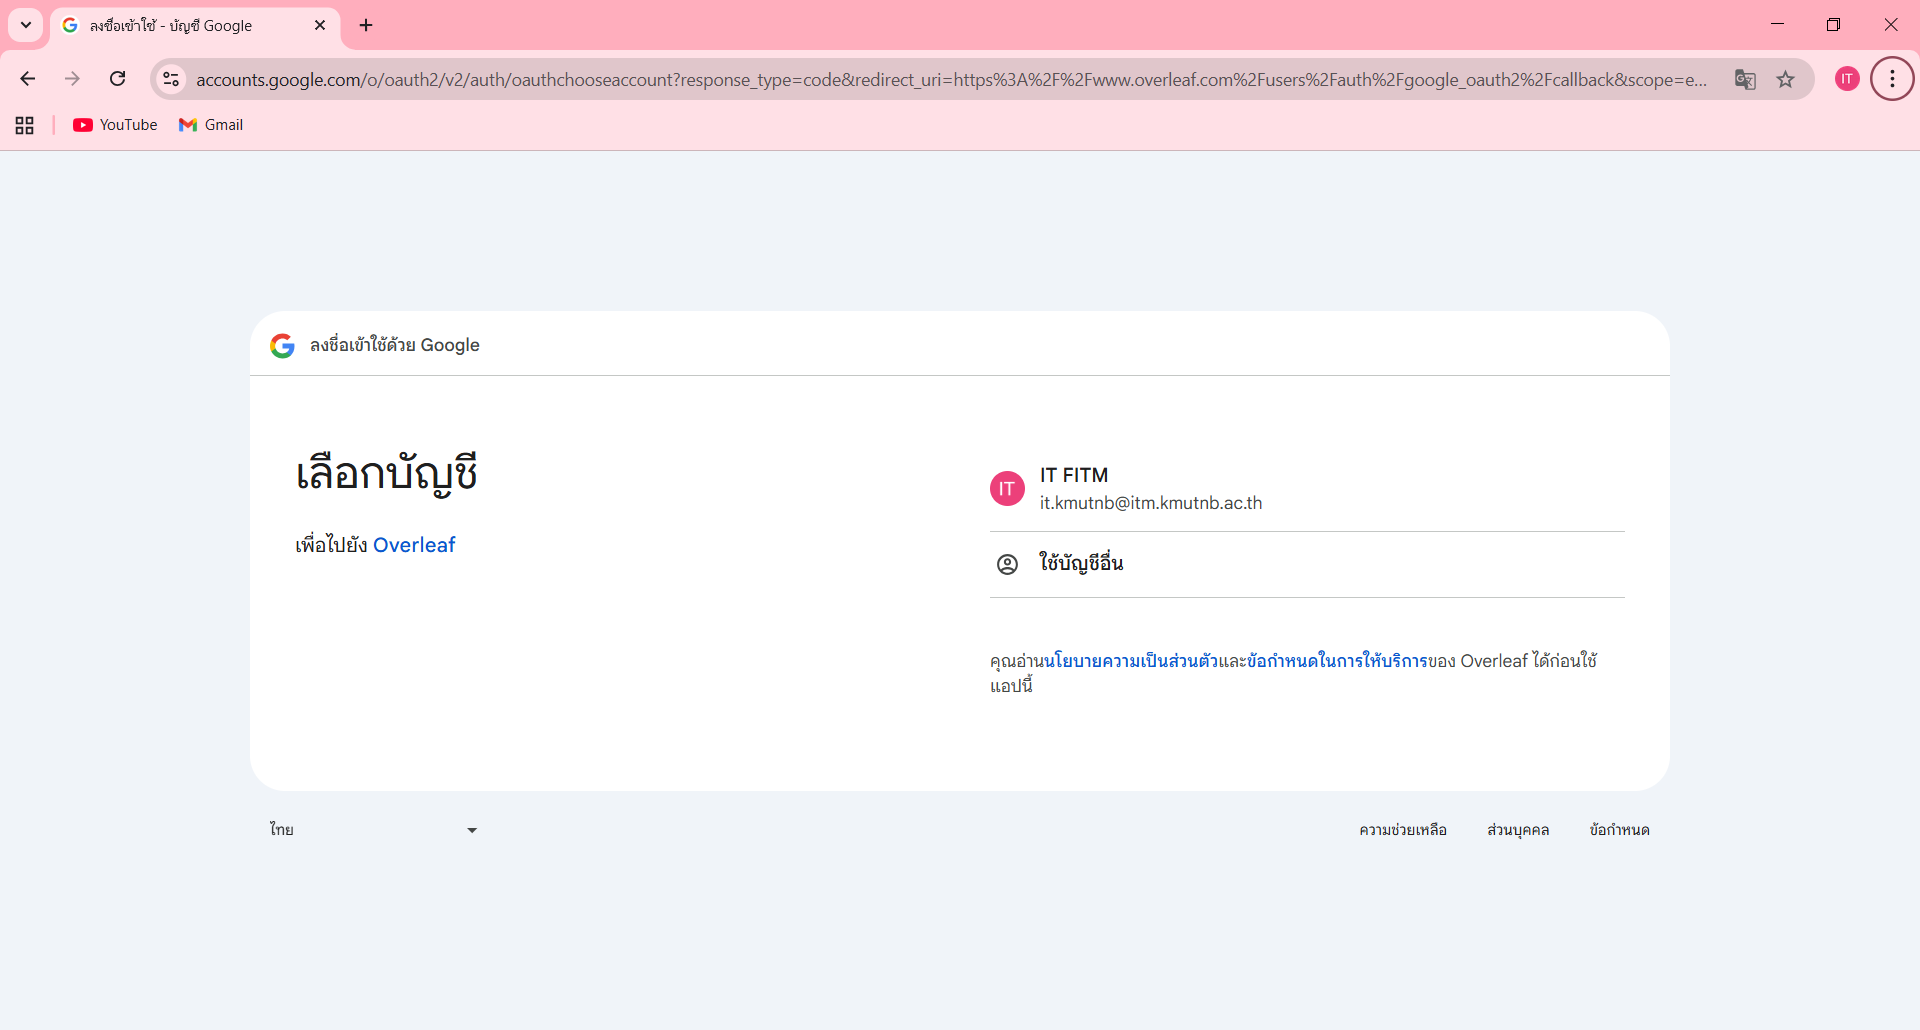 ลงชื่อเข้าใช้ - บัญชี Google
accounts.google.com/o/oauth2/v2/auth/oauthchooseaccount?response_type=code&redirect_uri=https%3A%2F%2Fwww.overleaf.com%2Fusers%2Fauth%2Fgoogle_oauth2%2Fcallback&scope=e...
IT
YouTube
Gmail
ลงชื่อเข้าใช้ด้วย Google
เลือกบัญชี
เพื่อไปยัง Overleaf
IT
IT FITM
it.kmutnb@itm.kmutnb.ac.th
ใช้บัญชีอื่น
คุณอ่านนโยบายความเป็นส่วนตัวและข้อกำหนดในการให้บริการของ Overleaf ได้ก่อนใช้
แอปนี้
ไทย
ความช่วยเหลือ
ส่วนบุคคล
ข้อกำหนด